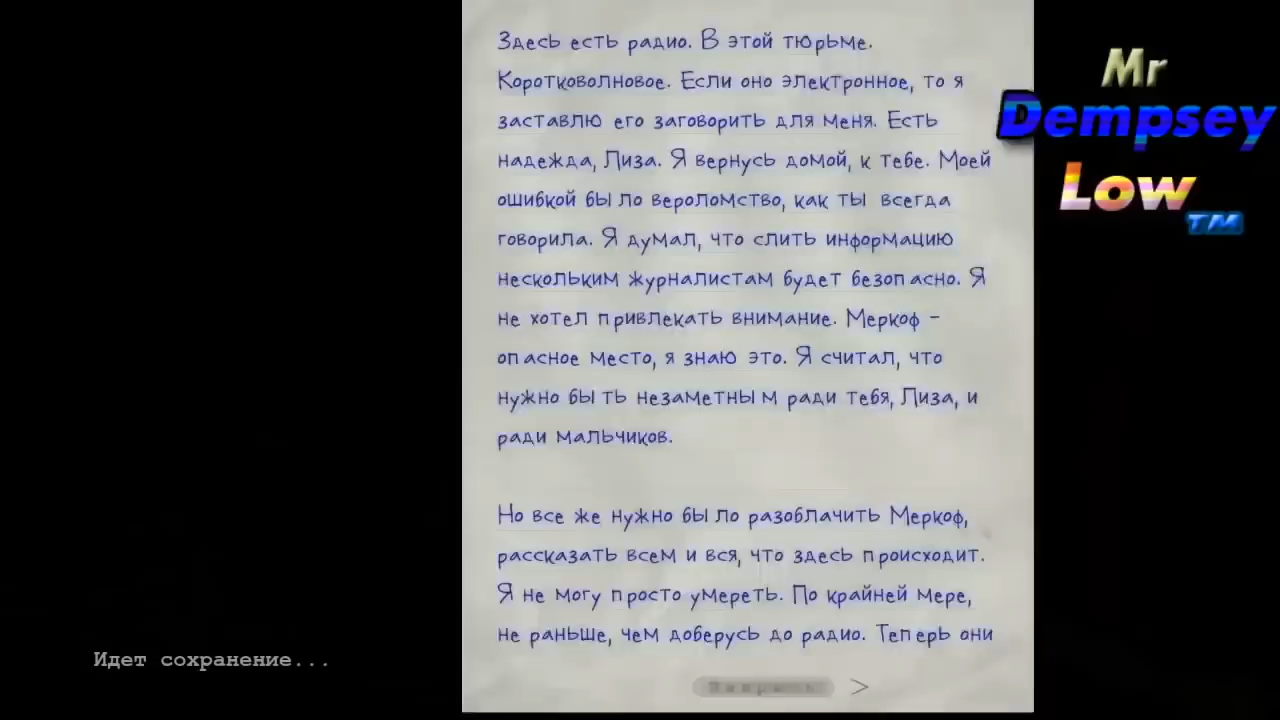 Здесь есть радио. В этой тюрьме.
Коротковолновое. Если оно электронное, то я
заставлю его заговорить для меня. Есть
надежда, Лиза. Я вернусь домой, к тебе. Моей
ошибкой было вероломство, как ты всегда
говорила. Я думал, что слить информацию
нескольким журналистам будет безопасно. Я
не хотел привлекать внимание. Меркоф -
опасное место, я знаю это. Я считал, что
нужно быть незаметным ради тебя, Лиза, и
ради мальчиков.
Но все же нужно было разоблачить Меркоф,
рассказать всем и вся, что здесь происходит.
Я не могу просто умереть. По крайней мере,
не раньше, чем доберусь до радио. Теперь они
>
Идет сохранение...
Mr
Dempsey
Low
TM